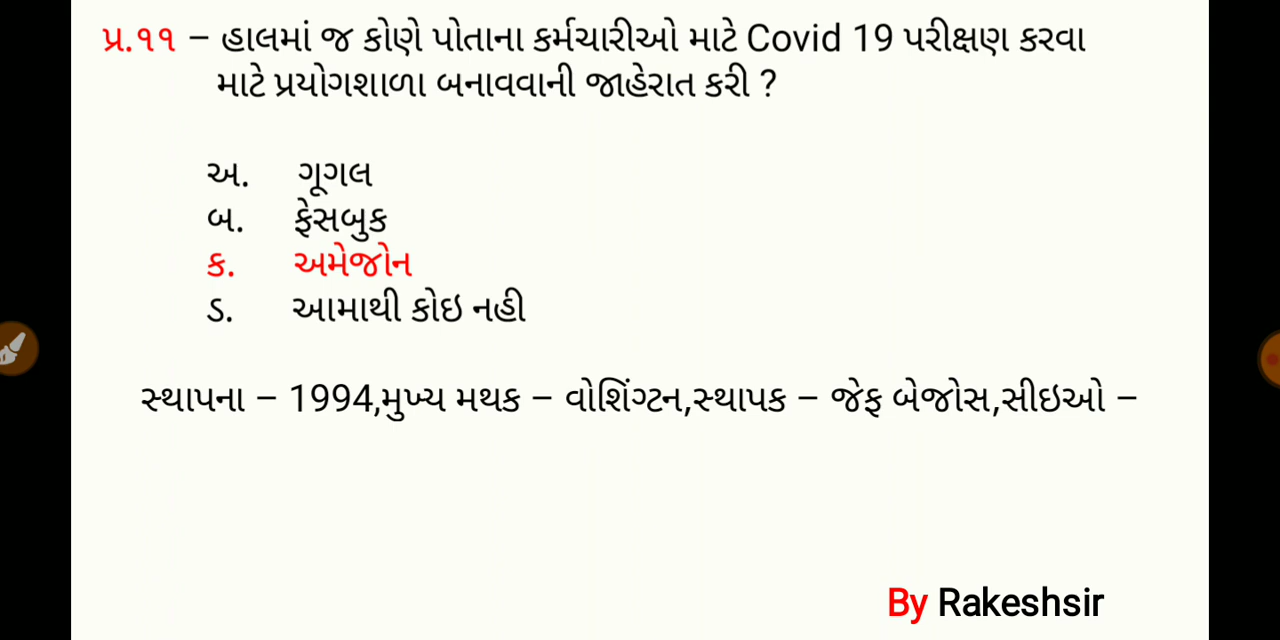 પ્ર.૧૧ – હાલમાં જ કોણે પોતાના કર્મચારીઓ માટે Covid 19 પરીક્ષણ કરવા
માટે પ્રયોગશાળા બનાવવાની જાહેરાત કરી ?
અ. ગૂગલ
બ. ફેસબુક
ક. અમેજોન
ડ. આમાથી કોઇ નહી
સ્થાપના – 1994,મુખ્ય મથક – વોશિંગ્ટન,સ્થાપક – જેફ બેજોસ,સીઇઓ –
By Rakeshsir